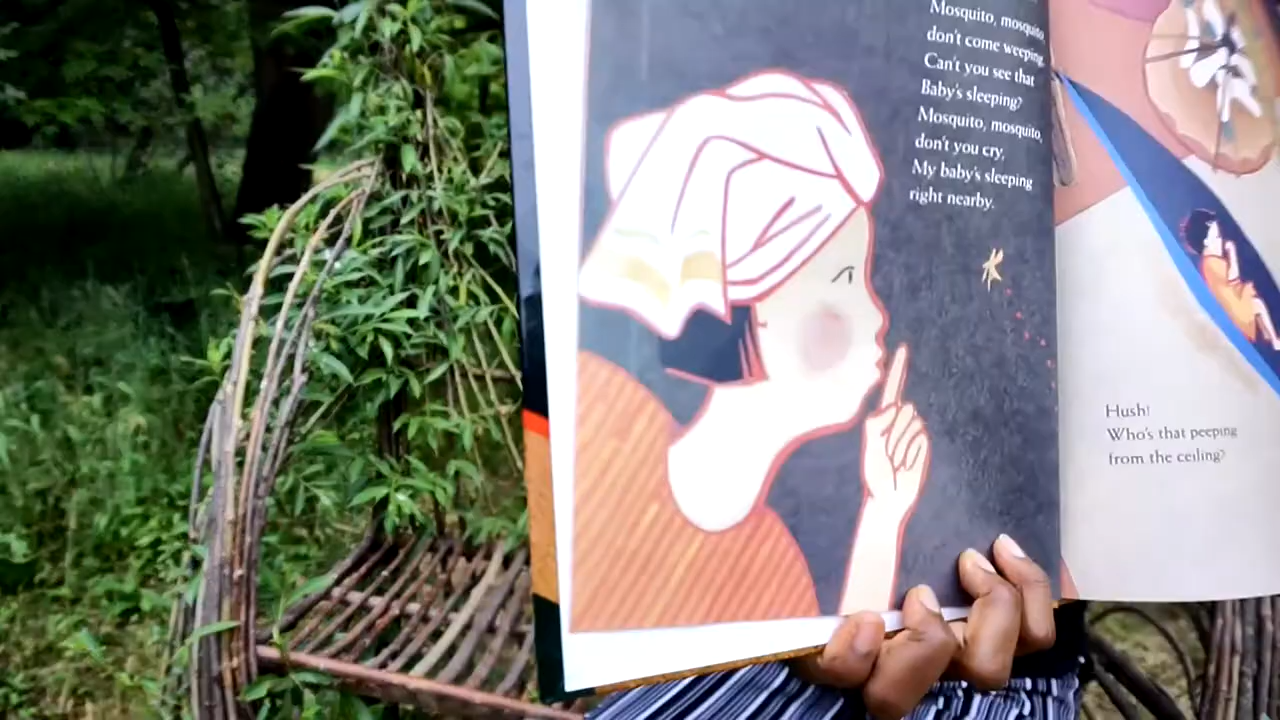 Mosquito, mosquito,
don't come weeping.
Can't you see that
Baby's sleeping?
Mosquito, mosquito,
don't you cry,
My baby's sleeping
right nearby.
Hush!
Who's that peeping
from the ceiling?